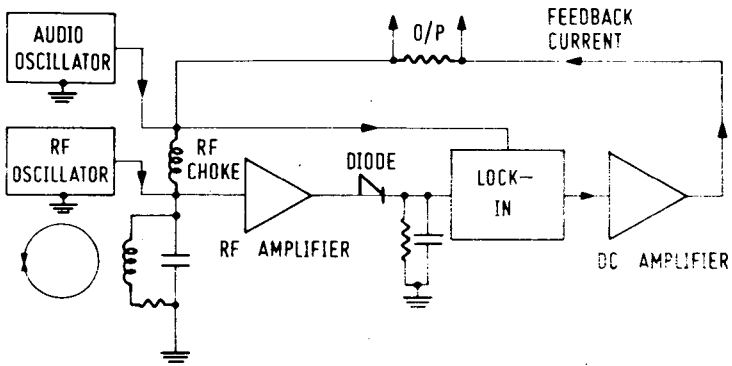 AUDIO
OSCILLATOR
O/P
FEEDBACK
CURRENT
RF
OSCILLATOR
RF
CHOKE
DIODE
LOCK-
IN
RF AMPLIFIER
DC AMPLIFIER